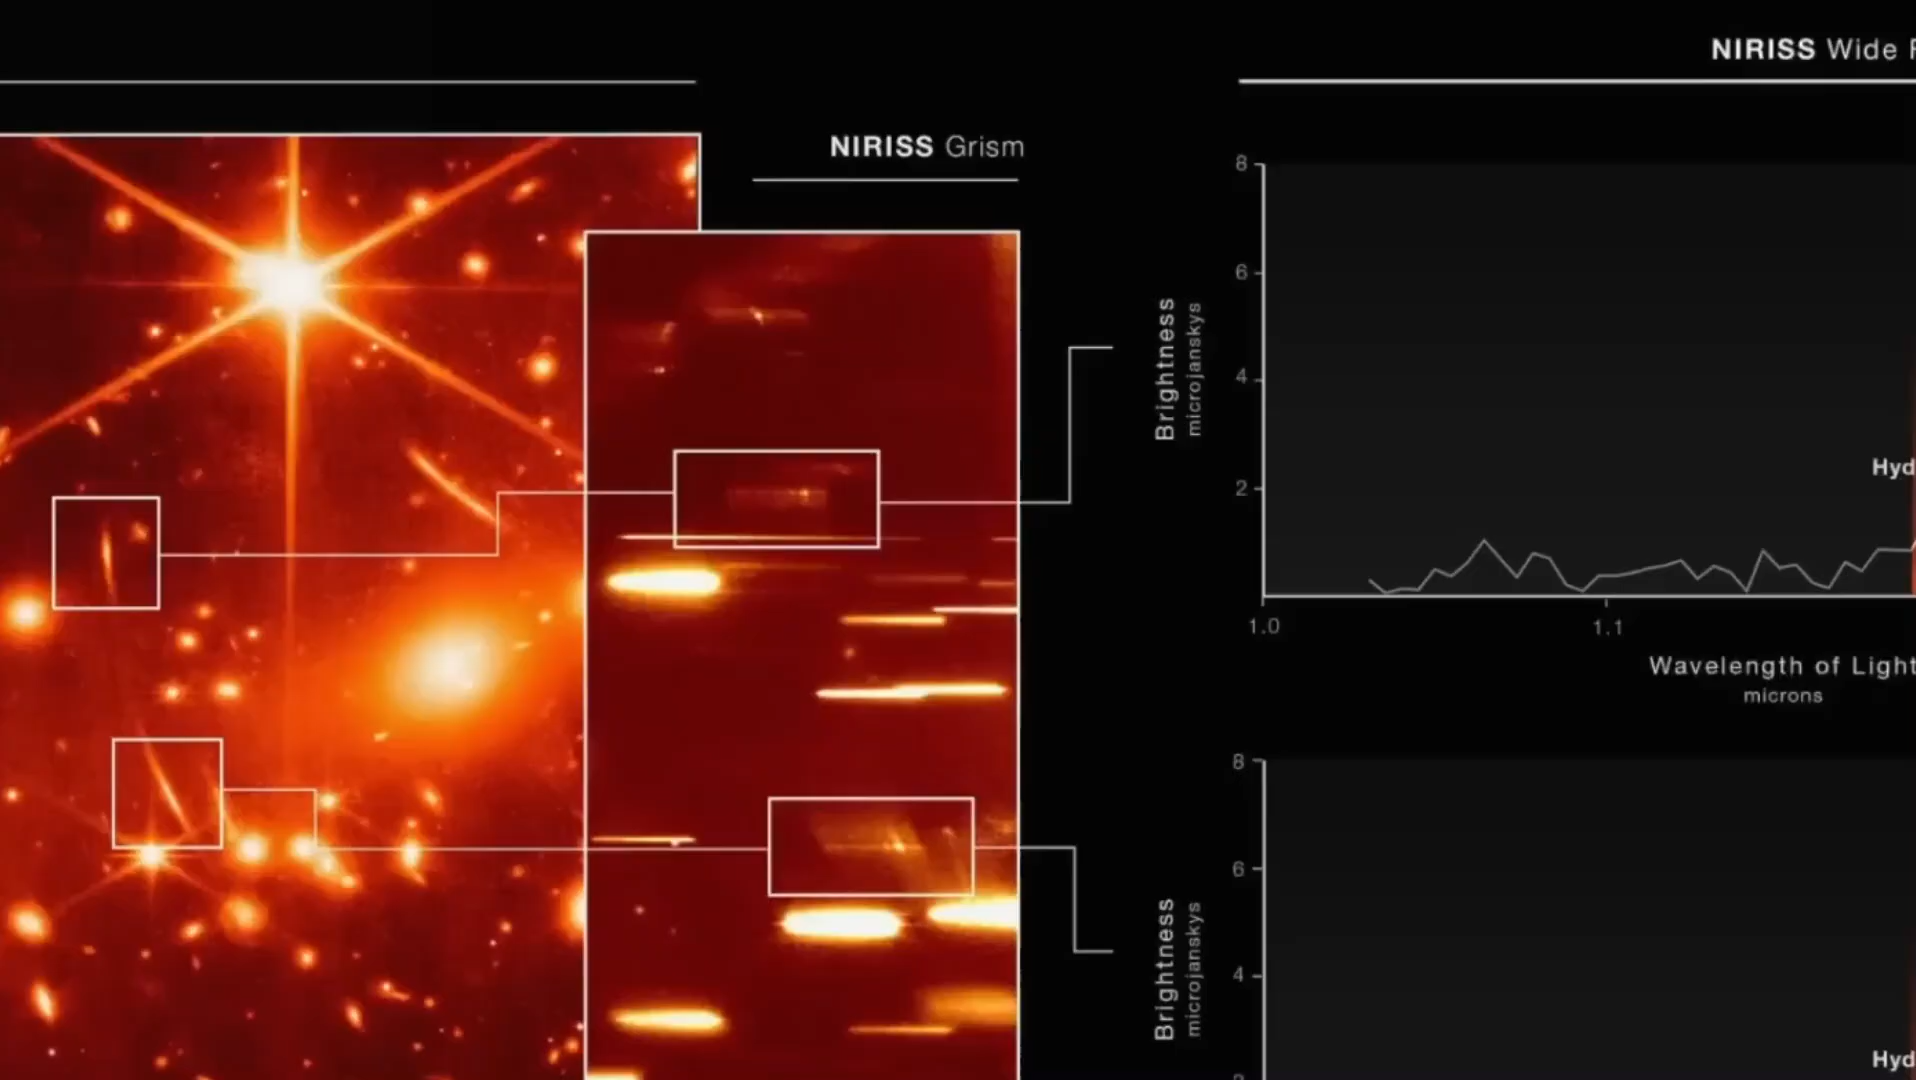 NIRISS Wide F
NIRISS Grism
8
6
4
2
Brightness
microjanskys
Hyd
1.0
1.1
Wavelength of Light
microns
8
6
4
Brightness
microjanskys
Hyd